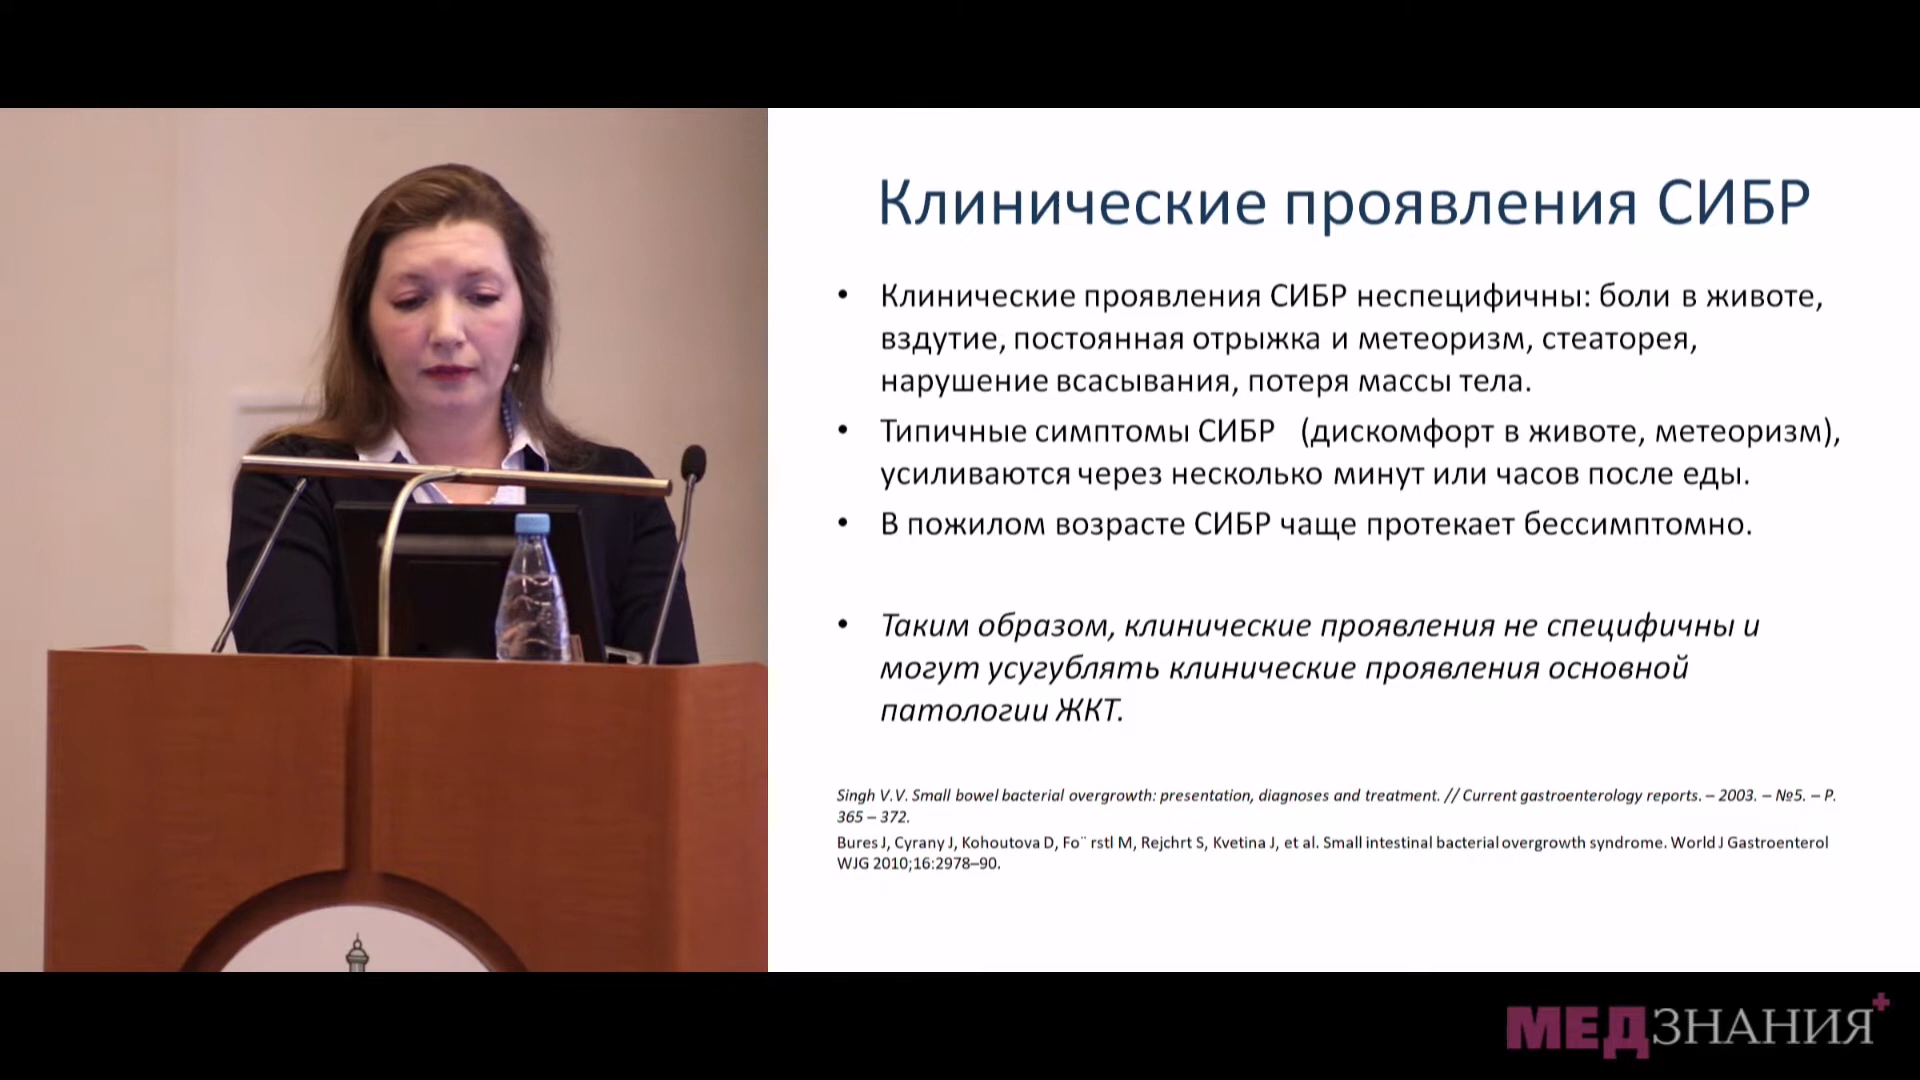 Клинические проявления СИБР
• Клинические проявления СИБР неспецифичны: боли в животе,
вздутие, постоянная отрыжка и метеоризм, стеаторея,
нарушение всасывания, потеря массы тела.
• Типичные симптомы СИБР (дискомфорт в животе, метеоризм),
усиливаются через несколько минут или часов после еды.
• В пожилом возрасте СИБР чаще протекает бессимптомно.
• Таким образом, клинические проявления не специфичны и
могут усугублять клинические проявления основной
патологии ЖКТ.
Singh V.V. Small bowel bacterial overgrowth: presentation, diagnoses and treatment. // Current gastroenterology reports. – 2003. – №5. – P.
365 – 372.
Bures J, Cyrany J, Kohoutova D, Fo¨ rstl M, Rejchrt S, Kvetina J, et al. Small intestinal bacterial overgrowth syndrome. World J Gastroenterol
WJG 2010;16:2978–90.
МЕДЗНАНИЯ+